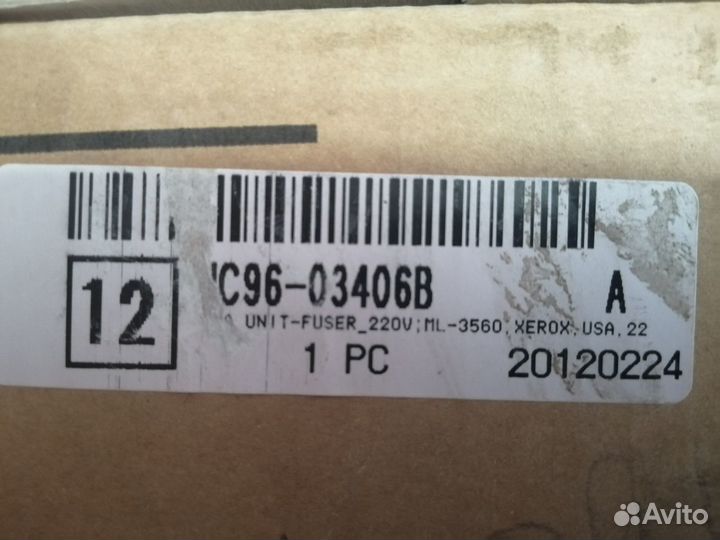 12
C96-03406B
A
UNIT-FUSER_220V;ML-3560,XEROX,USA,22
1 PC
20120224
Avito